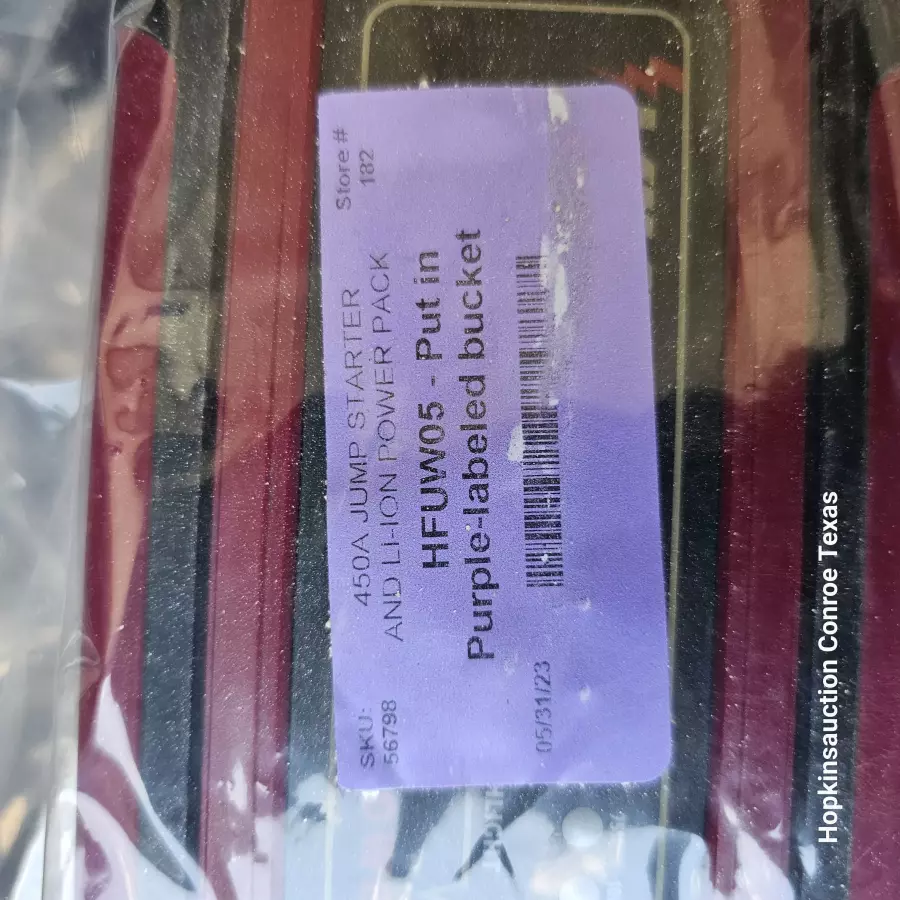 SKU:
56798
450A JUMP STARTER
AND LI-ION POWER PACK
Store #
182
HFUW05 - Put in
Purple-labeled bucket
05/31/23
Hopkinsauction Conroe Texas